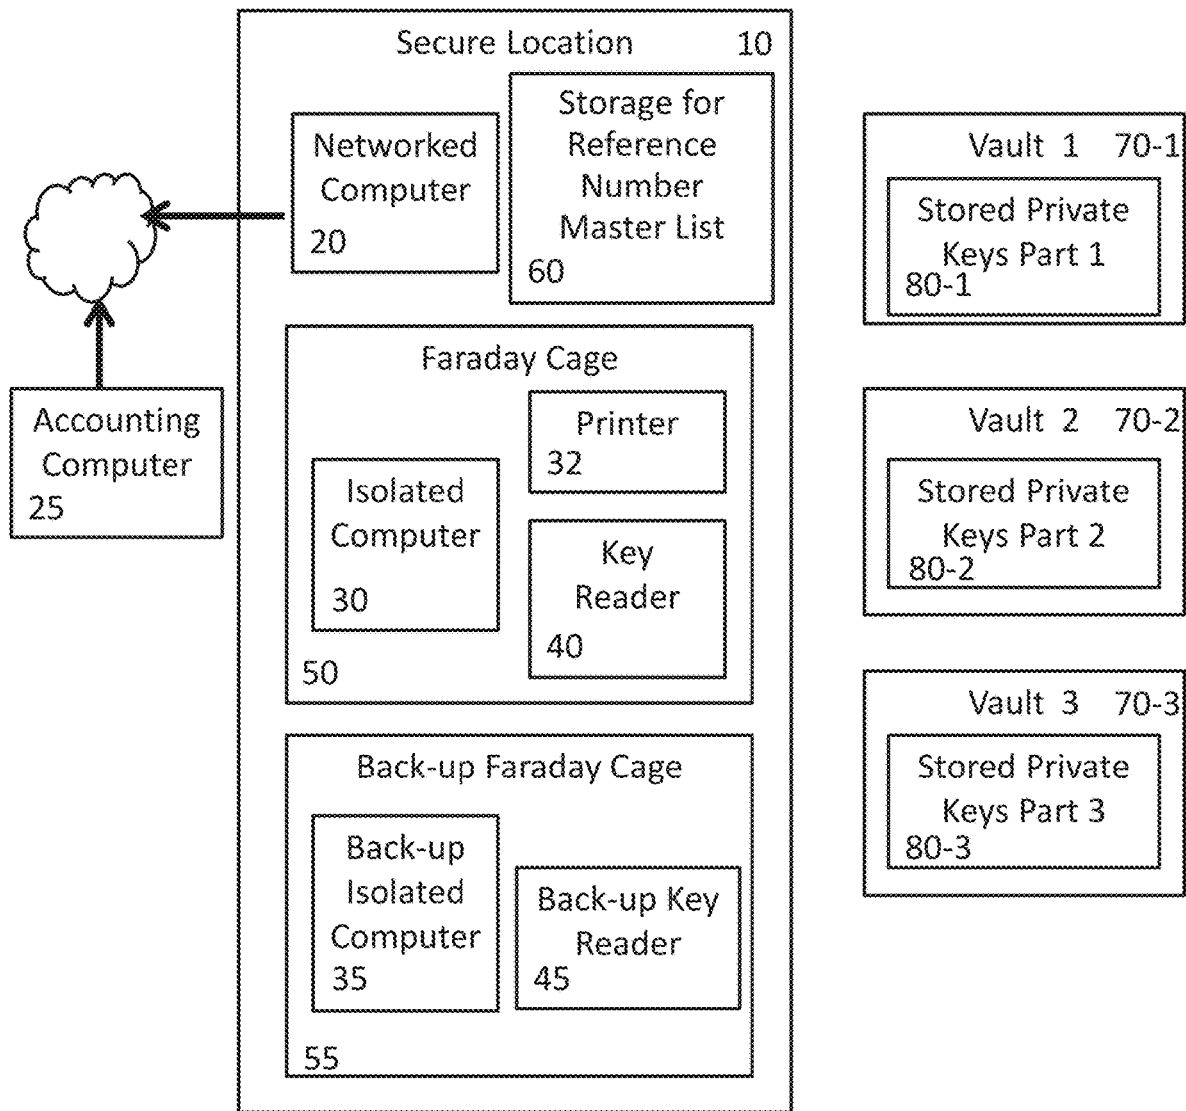 Secure Location 10
Networked
Computer
20
Storage for
Reference
Number
Master List
60
Accounting
Computer
25
Faraday Cage
Printer
32
Isolated
Computer
30
Key
Reader
40
50
Back-up Faraday Cage
Back-up
Isolated
Computer
35
Back-up Key
Reader
45
55
Vault 1 70-1
Stored Private
Keys Part 1
80-1
Vault 2 70-2
Stored Private
Keys Part 2
80-2
Vault 3 70-3
Stored Private
Keys Part 3
80-3